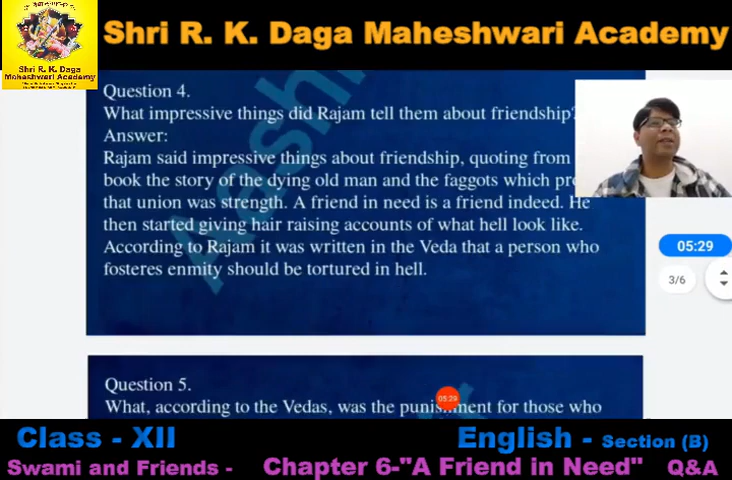 Shri R. K. Daga Maheshwari Academy
Shri R.K. Daga
Maheshwari Academy
Question 4.
What impressive things did Rajam tell them about friendship?
Answer:
Rajam said impressive things about friendship, quoting from
book the story of the dying old man and the faggots which
that union was strength. A friend in need is a friend indeed. He
then started giving hair raising accounts of what hell look like.
According to Rajam it was written in the Veda that a person who
fosteres enmity should be tortured in hell.
05:29
3/6
Question 5.
05:29
What, according to the Vedas, was the punishment for those who
Class - XII
English - Section (B)
Swami and Friends - Chapter 6-"A Friend in Need" Q&A